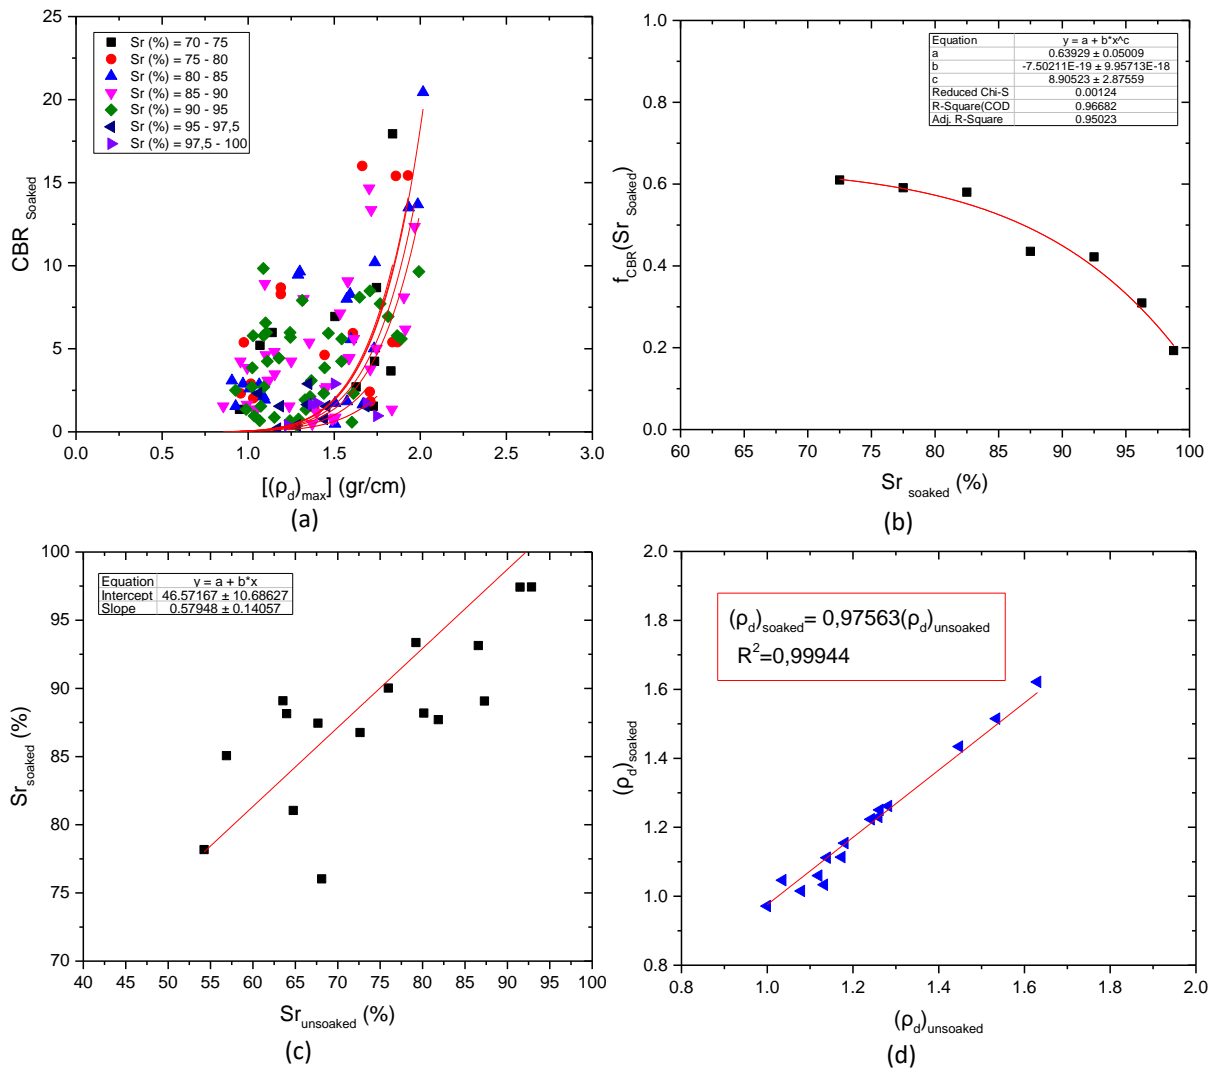 25
20
15
10
5
0
CBR Soaked
Sr (%) = 70 - 75
Sr (%) = 75 - 80
Sr (%) = 80 - 85
Sr (%) = 85 - 90
Sr (%) = 90 - 95
Sr (%) = 95 - 97,5
Sr (%) = 97,5 - 100
0.0 0.5 1.0 1.5 2.0 2.5 3.0
[(ρd)max] (gr/cm)
(a)
1.0
0.8
0.6
0.4
0.2
0.0
fCBR(Sr Soaked)
Equation y = a + b*x^c
a 0.63929 ± 0.05009
b -7.50211E-19 ± 9.95713E-18
c 8.90523 ± 2.87559
Reduced Chi-S 0.00124
R-Square(COD 0.96682
Adj. R-Square 0.95023
60 65 70 75 80 85 90 95 100
Sr soaked (%)
(b)
100
95
90
85
80
75
70
Srsoaked (%)
Equation y = a + b*x
Intercept 46.57167 ± 10.68627
Slope 0.57948 ± 0.14057
40 45 50 55 60 65 70 75 80 85 90 95 100
Srunsoaked (%)
(c)
2.0
1.8
1.6
1.4
1.2
1.0
0.8
(ρd)soaked
(ρd)soaked= 0,97563(ρd)unsoaked
R²=0,99944
0.8 1.0 1.2 1.4 1.6 1.8 2.0
(ρd)unsoaked
(d)